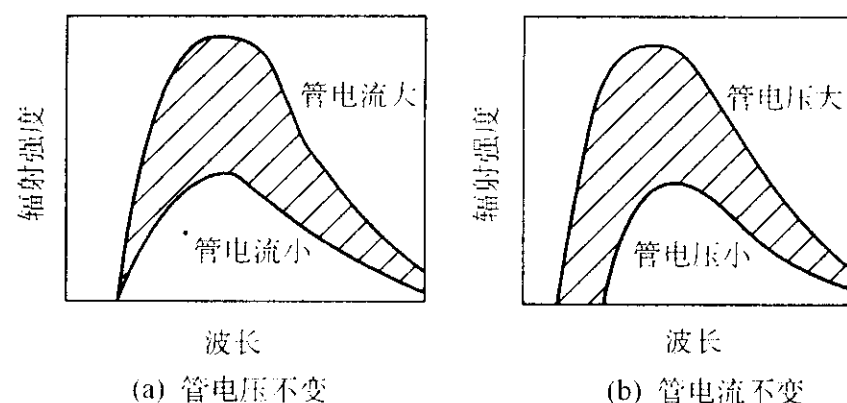 辐射强度
管电流大
管电流小
波长
(a) 管电压不变
辐射强度
管电压大
管电压小
波长
(b) 管电流不变